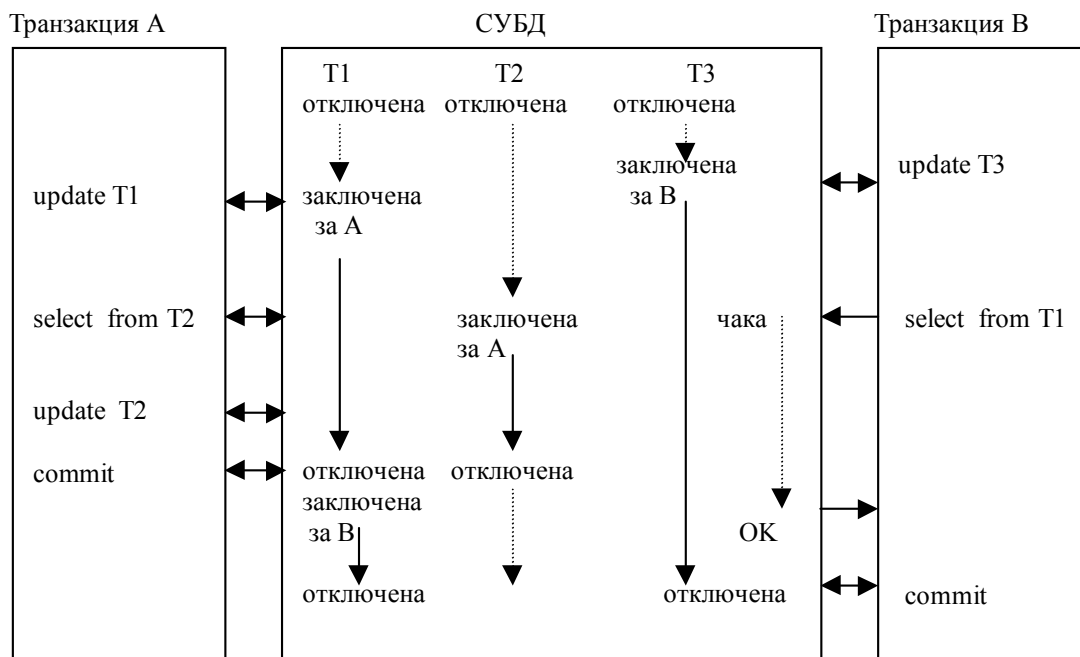 Транзакция А СУБД Транзакция В
T1 T2 T3
отключена отключена отключена
заключена
за В
update T3
update T1
заключена
за А
select from T2
заключена
за А
чака
select from T1
update T2
commit
отключена
отключена
заключена
за В
OK
отключена
отключена
commit